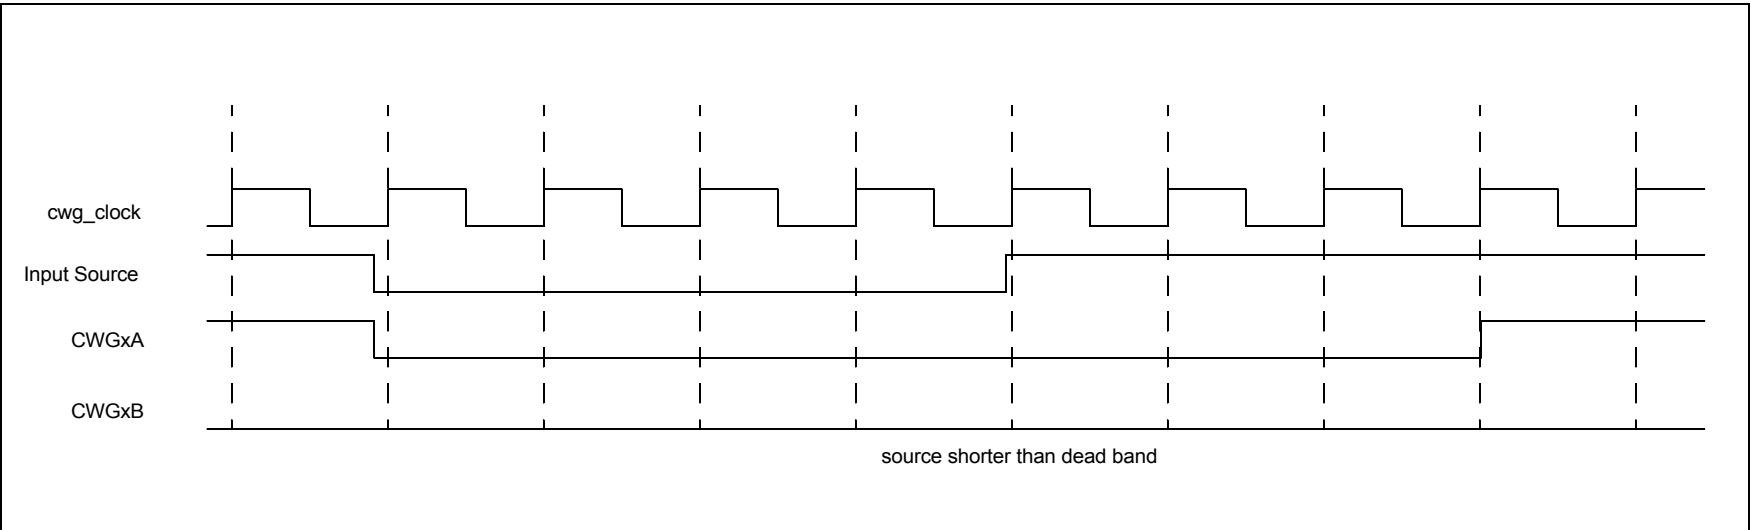 cwg_clock
Input Source
CWGxA
CWGxB
source shorter than dead band